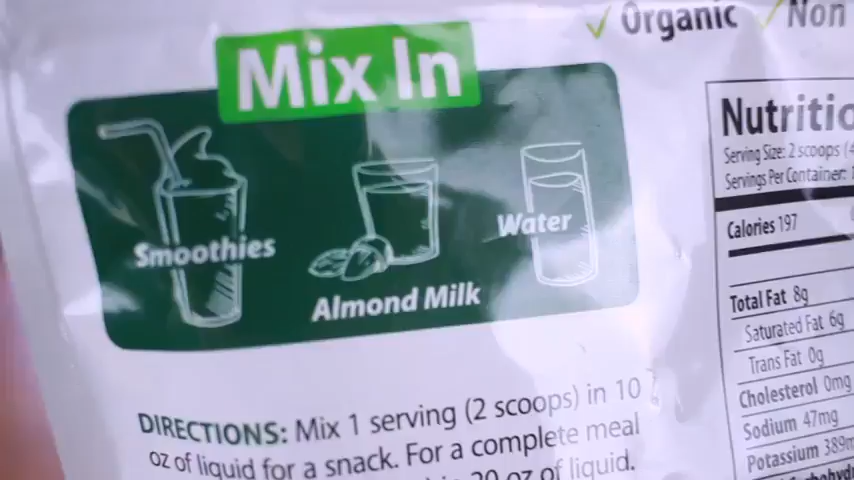 ✓ Organic ✓ Non
Mix In
Smoothies
Almond Milk
Water
DIRECTIONS: Mix 1 serving (2 scoops) in 10
oz of liquid for a snack. For a complete meal
20 oz of liquid.
Nutritio
Serving Size: 2 scoops (4
Servings Per Container: 1
Calories 197
Total Fat 8g
Saturated Fat 6g
Trans Fat 0g
Cholesterol 0mg
Sodium 47mg
Potassium 389m